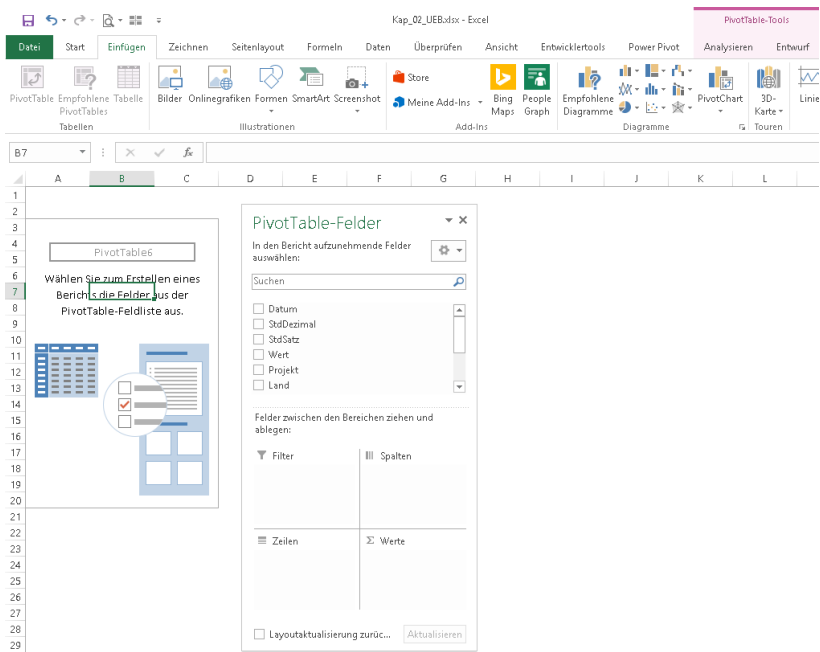 Kap_02_UEB.xlsx - Excel
PivotTable-Tools
Datei Start Einfügen Zeichnen Seitenlayout Formeln Daten Überprüfen Ansicht Entwicklertools Power Pivot Analysieren Entwurf
PivotTable Empfohlene PivotTables Tabelle
Bilder Onlinegrafiken Formen SmartArt Screenshot
Store
Meine Add-Ins
Bing Maps
People Graph
Empfohlene Diagramme
PivotChart
3D-Karte
Linie
Tabellen
Illustrationen
Add-Ins
Diagramme
Touren
B7
fx
A B C D E F G H I J K L
1
2
3
4
5
6
7
8
9
10
11
12
13
14
15
16
17
18
19
20
21
22
23
24
25
26
27
28
29
PivotTable6
Wählen Sie zum Erstellen eines
Berichts die Felder aus der
PivotTable-Feldliste aus.
PivotTable-Felder
In den Bericht aufzunehmende Felder
auswählen:
Suchen
Datum
StdDezimal
StdSatz
Wert
Projekt
Land
Felder zwischen den Bereichen ziehen und
ablegen:
Filter
Spalten
Zeilen
Σ Werte
Layoutaktualisierung zurüc...
Aktualisieren